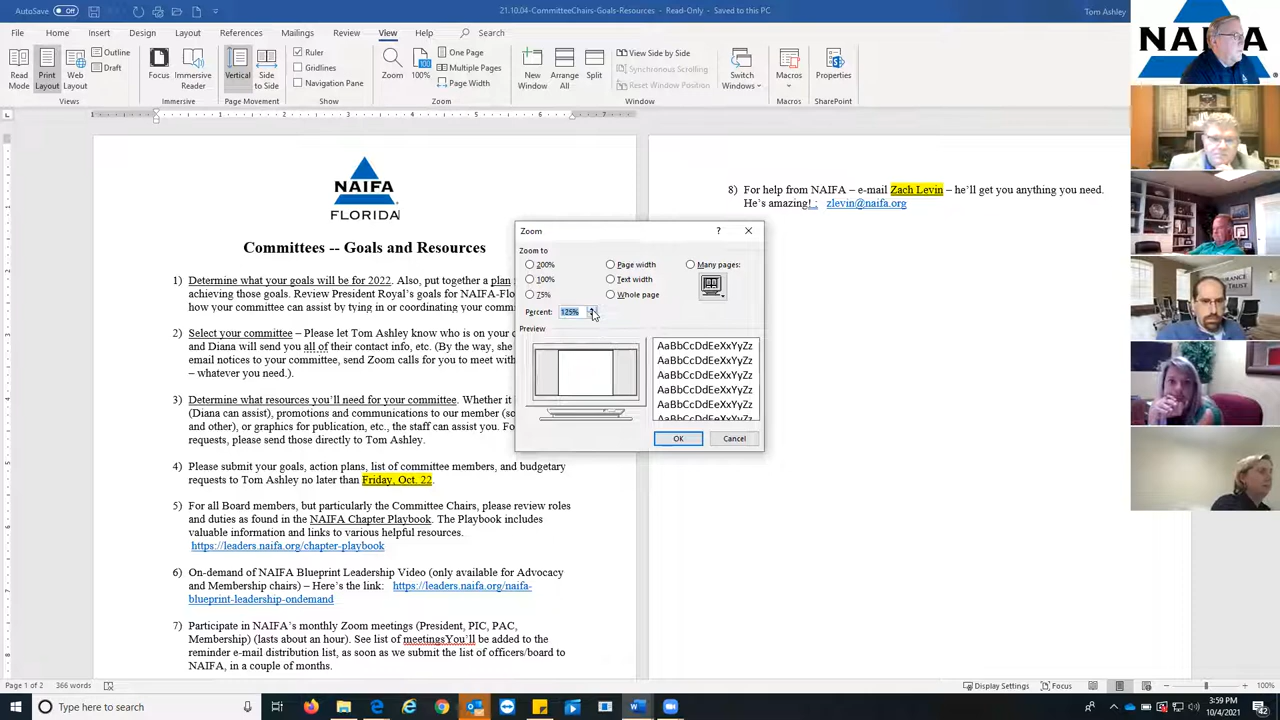 AutoSave Off
21.10.04-CommitteeChairs-Goals-Resources - Read-Only - Saved to this PC
Tom Ashley
File Home Insert Draw Design Layout References Mailings Review View Help Search
Read Mode
Print Layout
Web Layout
Outline
Draft
Views
Focus
Immersive Reader
Immersive
Vertical
Side to Side
Page Movement
Ruler
Gridlines
Navigation Pane
Show
Zoom
100%
One Page
Multiple Pages
Page Width
Zoom
New Window
Arrange All
Split
View Side by Side
Synchronous Scrolling
Reset Window Position
Window
Switch Windows
Macros
Macros
Properties
SharePoint
NAIFA
NAIFA
FLORIDA
Committees -- Goals and Resources
1) Determine what your goals will be for 2022. Also, put together a plan
achieving those goals. Review President Royal's goals for NAIFA-Flo
how your committee can assist by tying in or coordinating your comm
2) Select your committee – Please let Tom Ashley know who is on your
and Diana will send you all of their contact info, etc. (By the way, she
email notices to your committee, send Zoom calls for you to meet with
– whatever you need.).
3) Determine what resources you'll need for your committee. Whether it
(Diana can assist), promotions and communications to our member (so
and other), or graphics for publication, etc., the staff can assist you. Fo
requests, please send those directly to Tom Ashley.
4) Please submit your goals, action plans, list of committee members, and budgetary
requests to Tom Ashley no later than Friday, Oct. 22.
5) For all Board members, but particularly the Committee Chairs, please review roles
and duties as found in the NAIFA Chapter Playbook. The Playbook includes
valuable information and links to various helpful resources.
https://leaders.naifa.org/chapter-playbook
6) On-demand of NAIFA Blueprint Leadership Video (only available for Advocacy
and Membership chairs) – Here's the link: https://leaders.naifa.org/naifa-
blueprint-leadership-ondemand
7) Participate in NAIFA's monthly Zoom meetings (President, PIC, PAC,
Membership) (lasts about an hour). See list of meetingsYou'll be added to the
reminder e-mail distribution list, as soon as we submit the list of officers/board to
NAIFA, in a couple of months.
8) For help from NAIFA – e-mail Zach Levin – he'll get you anything you need.
He's amazing! : zlevin@naifa.org
Zoom ?
Zoom to
200% Page width Many pages:
100% Text width
75% Whole page
Percent: 125%
Preview
AaBbCcDdEeXxYyZz
AaBbCcDdEeXxYyZz
AaBbCcDdEeXxYyZz
AaBbCcDdEeXxYyZz
AaBbCcDdEeXxYyZz
AaBbCcDdEeXxYyZz
OK Cancel
Page 1 of 2 366 words
Display Settings Focus 100%
Type here to search
3:59 PM
10/4/2021